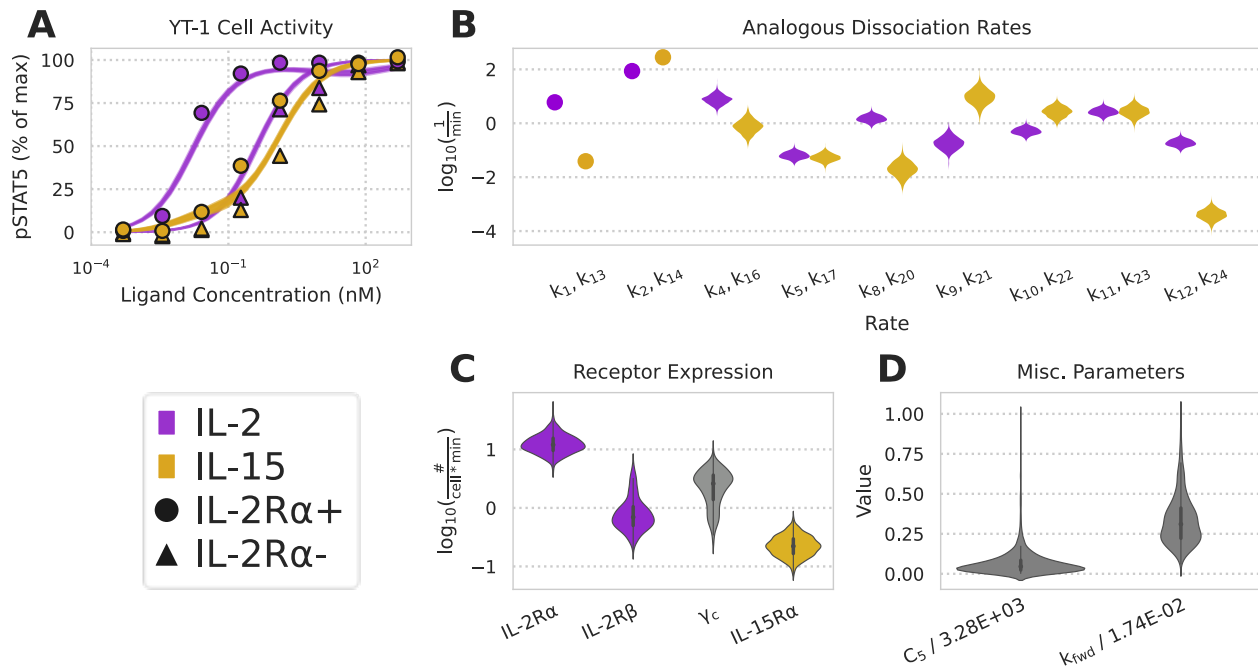 A
YT-1 Cell Activity
pSTAT5 (% of max)
100
75
50
25
0
10⁻⁴
10⁻¹
10²
Ligand Concentration (nM)
B
Analogous Dissociation Rates
log₁₀(1/min)
2
0
−2
−4
k₁, k₁₃
k₂, k₁₄
k₄, k₁₆
k₅, k₁₇
k₈, k₂₀
k₉, k₂₁
k₁₀, k₂₂
k₁₁, k₂₃
k₁₂, k₂₄
Rate
IL-2
IL-15
IL-2Rα+
IL-2Rα-
C
Receptor Expression
log₁₀(#/cell * min)
1
0
−1
IL-2Rα
IL-2Rβ
γc
IL-15Rα
D
Misc. Parameters
Value
1.00
0.75
0.50
0.25
0.00
C₅ / 3.28E+03
kfwd / 1.74E-02